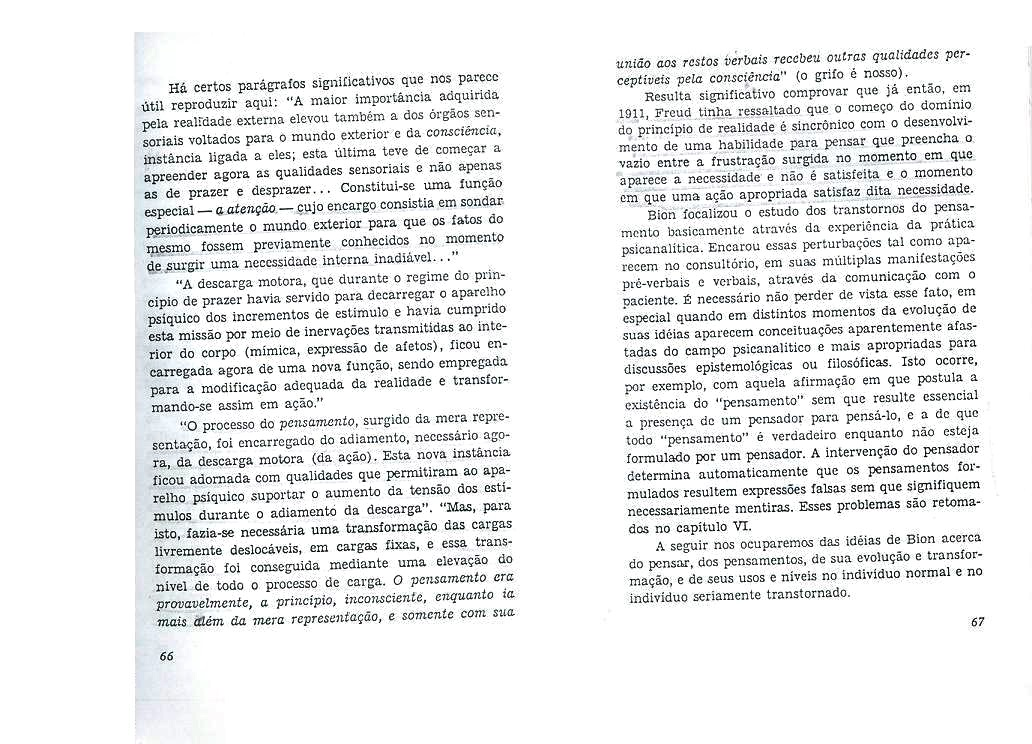 Há certos parágrafos significativos que nos parece
útil reproduzir aqui: "A maior importância adquirida
pela realidade externa elevou também a dos órgãos sen-
soriais voltados para o mundo exterior e da consciência,
instância ligada a eles; esta última teve de começar a
apreender agora as qualidades sensoriais e não apenas
as de prazer e desprazer... Constitui-se uma função
especial — a atenção — cujo encargo consistia em sondar
periodicamente o mundo exterior para que os fatos do
mesmo fossem previamente conhecidos no momento
de surgir uma necessidade interna inadiável..."
"A descarga motora, que durante o regime do prin-
cípio de prazer havia servido para decarregar o aparelho
psíquico dos incrementos de estímulo e havia cumprido
esta missão por meio de inervações transmitidas ao inte-
rior do corpo (mímica, expressão de afetos), ficou en-
carregada agora de uma nova função, sendo empregada
para a modificação adequada da realidade e transfor-
mando-se assim em ação."
"O processo do pensamento, surgido da mera repre-
sentação, foi encarregado do adiamento, necessário ago-
ra, da descarga motora (da ação). Esta nova instância
ficou adornada com qualidades que permitiram ao apa-
relho psíquico suportar o aumento da tensão dos estí-
mulos durante o adiamento da descarga". "Mas, para
isto, fazia-se necessária uma transformação das cargas
livremente deslocáveis, em cargas fixas, e essa trans-
formação foi conseguida mediante uma elevação do
nível de todo o processo de carga. O pensamento era
provavelmente, a princípio, inconsciente, enquanto ia
mais além da mera representação, e somente com sua
66
união aos restos verbais recebeu outras qualidades per-
ceptíveis pela consciência" (o grifo é nosso).
Resulta significativo comprovar que já então, em
1911, Freud tinha ressaltado que o começo do domínio
do princípio de realidade é sincrônico com o desenvolvi-
mento de uma habilidade para pensar que preencha o
vazio entre a frustração surgida no momento em que
aparece a necessidade e não é satisfeita e o momento
em que uma ação apropriada satisfaz dita necessidade.
Bion focalizou o estudo dos transtornos do pensa-
mento basicamente através da experiência da prática
psicanalítica. Encarou essas perturbações tal como apa-
recem no consultório, em suas múltiplas manifestações
pré-verbais e verbais, através da comunicação com o
paciente. É necessário não perder de vista esse fato, em
especial quando em distintos momentos da evolução de
suas idéias aparecem conceituações aparentemente afas-
tadas do campo psicanalítico e mais apropriadas para
discussões epistemológicas ou filosóficas. Isto ocorre,
por exemplo, com aquela afirmação em que postula a
existência do "pensamento" sem que resulte essencial
a presença de um pensador para pensá-lo, e a de que
todo "pensamento" é verdadeiro enquanto não esteja
formulado por um pensador. A intervenção do pensador
determina automaticamente que os pensamentos for-
mulados resultem expressões falsas sem que signifiquem
necessariamente mentiras. Esses problemas são retoma-
dos no capítulo VI.
A seguir nos ocuparemos das idéias de Bion acerca
do pensar, dos pensamentos, de sua evolução e transfor-
mação, e de seus usos e níveis no indivíduo normal e no
indivíduo seriamente transtornado.
67